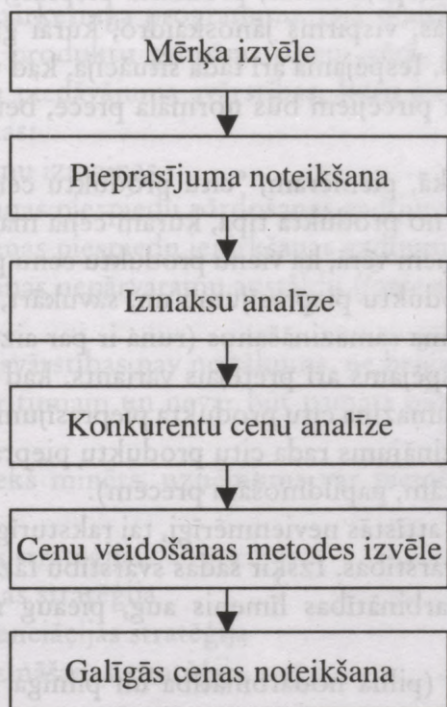 Mērķa izvēle
Pieprasījuma noteikšana
Izmaksu analīze
Konkurentu cenu analīze
Cenu veidošanas metodes izvēle
Galīgās cenas noteikšana